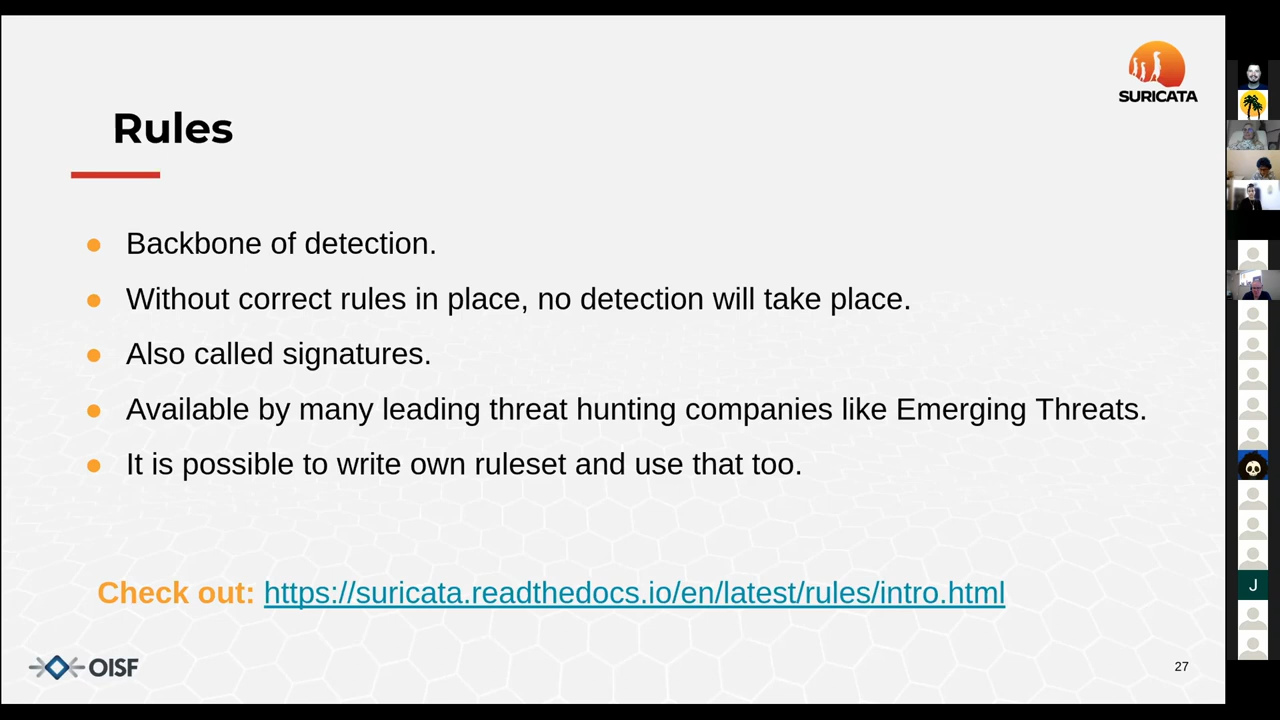 SURICATA
Rules
Backbone of detection.
Without correct rules in place, no detection will take place.
Also called signatures.
Available by many leading threat hunting companies like Emerging Threats.
It is possible to write own ruleset and use that too.
Check out: https://suricata.readthedocs.io/en/latest/rules/intro.html
J
OISF
27